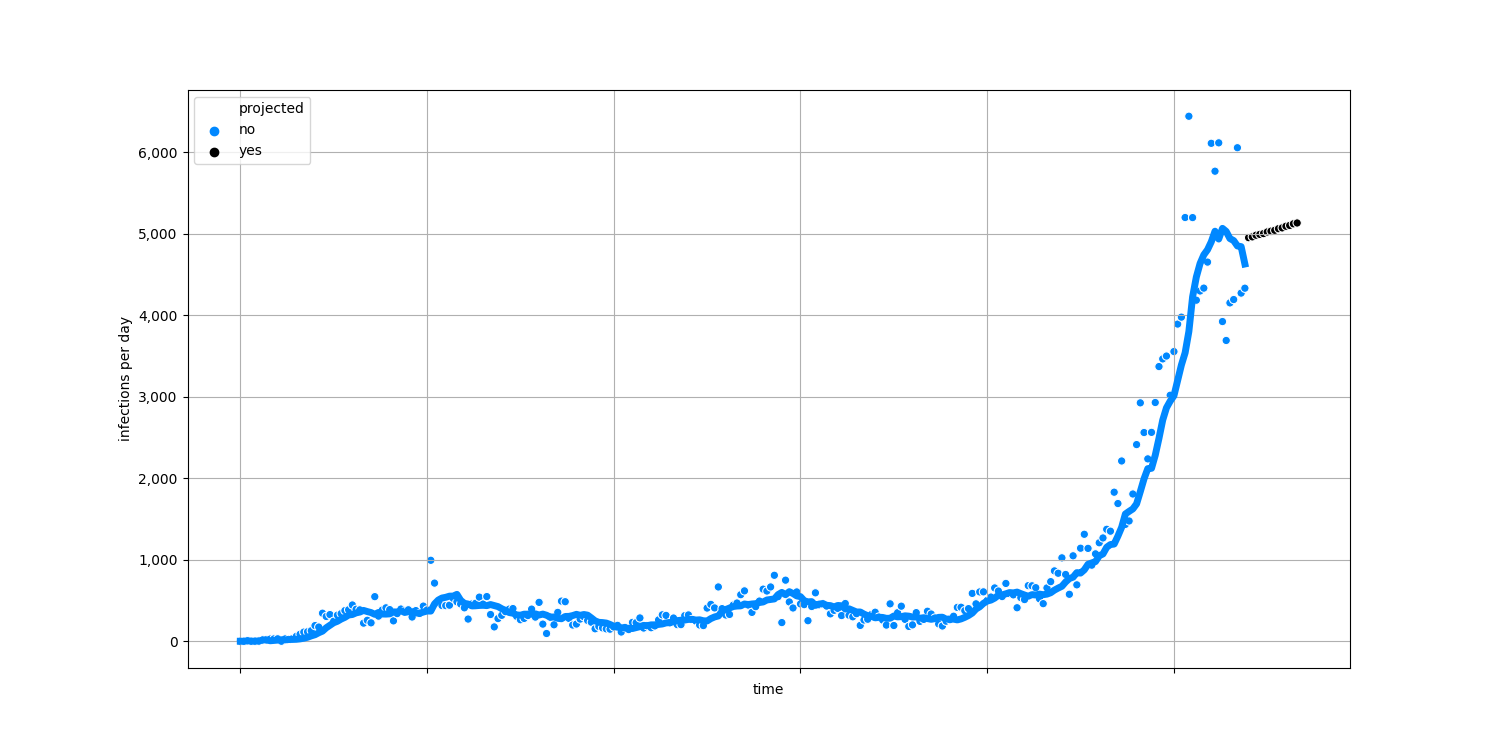 projected
no
yes
6,000
5,000
4,000
3,000
2,000
1,000
0
infections per day
time